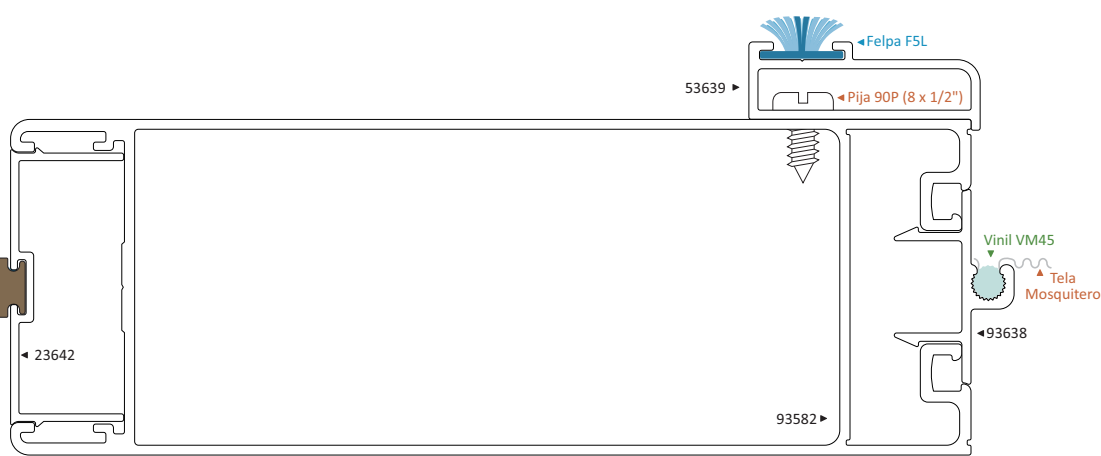 Felpa F5L
53639
Pija 90P (8 x 1/2")
Vinil VM45
Tela
Mosquitero
93638
23642
93582